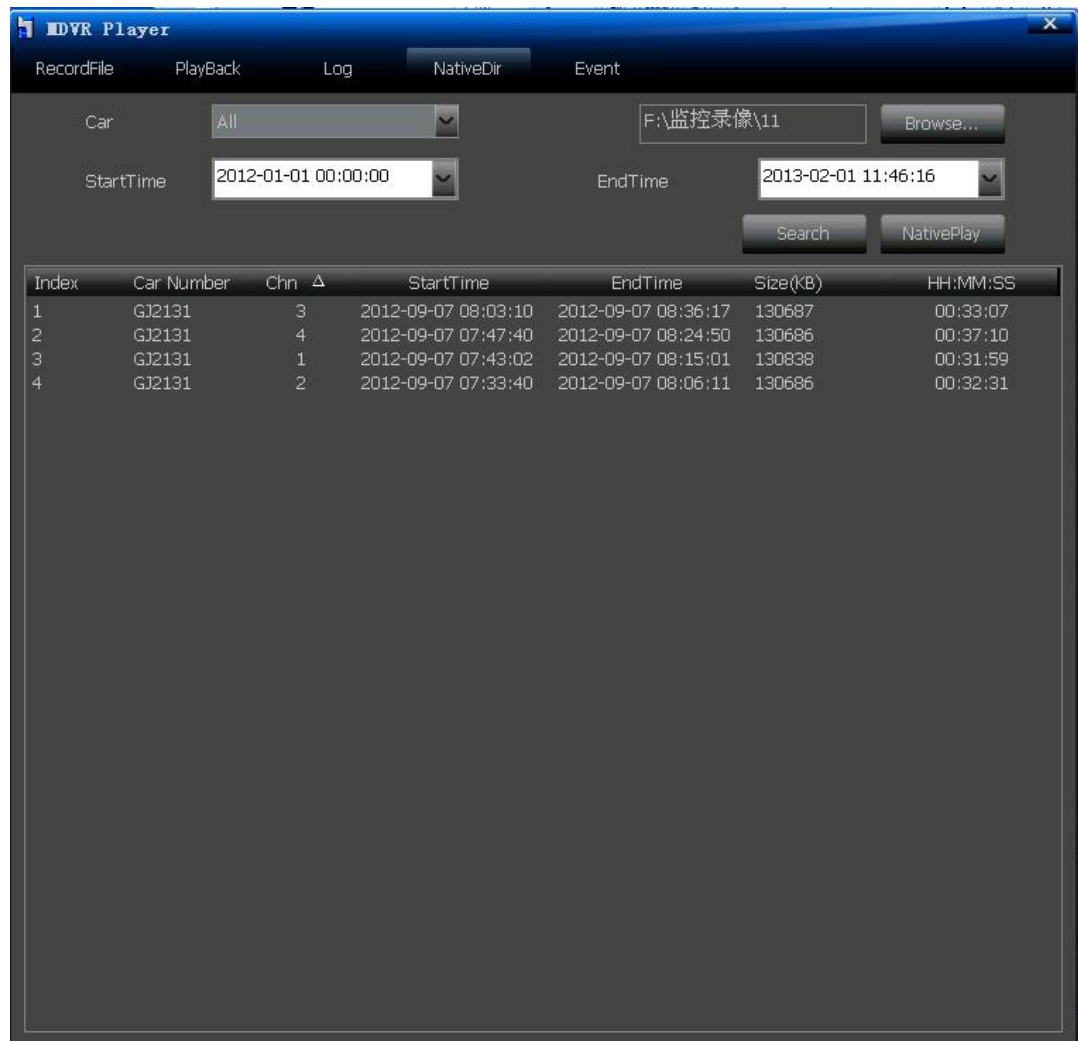 MDVR Player X
RecordFile PlayBack Log NativeDir Event
Car All F:\监控录像\11 Browse...
StartTime 2012-01-01 00:00:00 EndTime 2013-02-01 11:46:16
Search NativePlay
Index Car Number Chn Δ StartTime EndTime Size(KB) HH:MM:SS
1 GJ2131 3 2012-09-07 08:03:10 2012-09-07 08:36:17 130687 00:33:07
2 GJ2131 4 2012-09-07 07:47:40 2012-09-07 08:24:50 130686 00:37:10
3 GJ2131 1 2012-09-07 07:43:02 2012-09-07 08:15:01 130838 00:31:59
4 GJ2131 2 2012-09-07 07:33:40 2012-09-07 08:06:11 130686 00:32:31